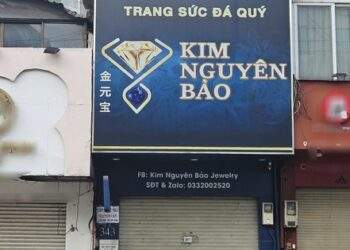 TRANG SỨC ĐÁ QUÝ
KIM
NGUYÊN
BẢO
金元宝
FB: Kim Nguyên Bảo Jewelry
SĐT & Zalo: 0332002520
343